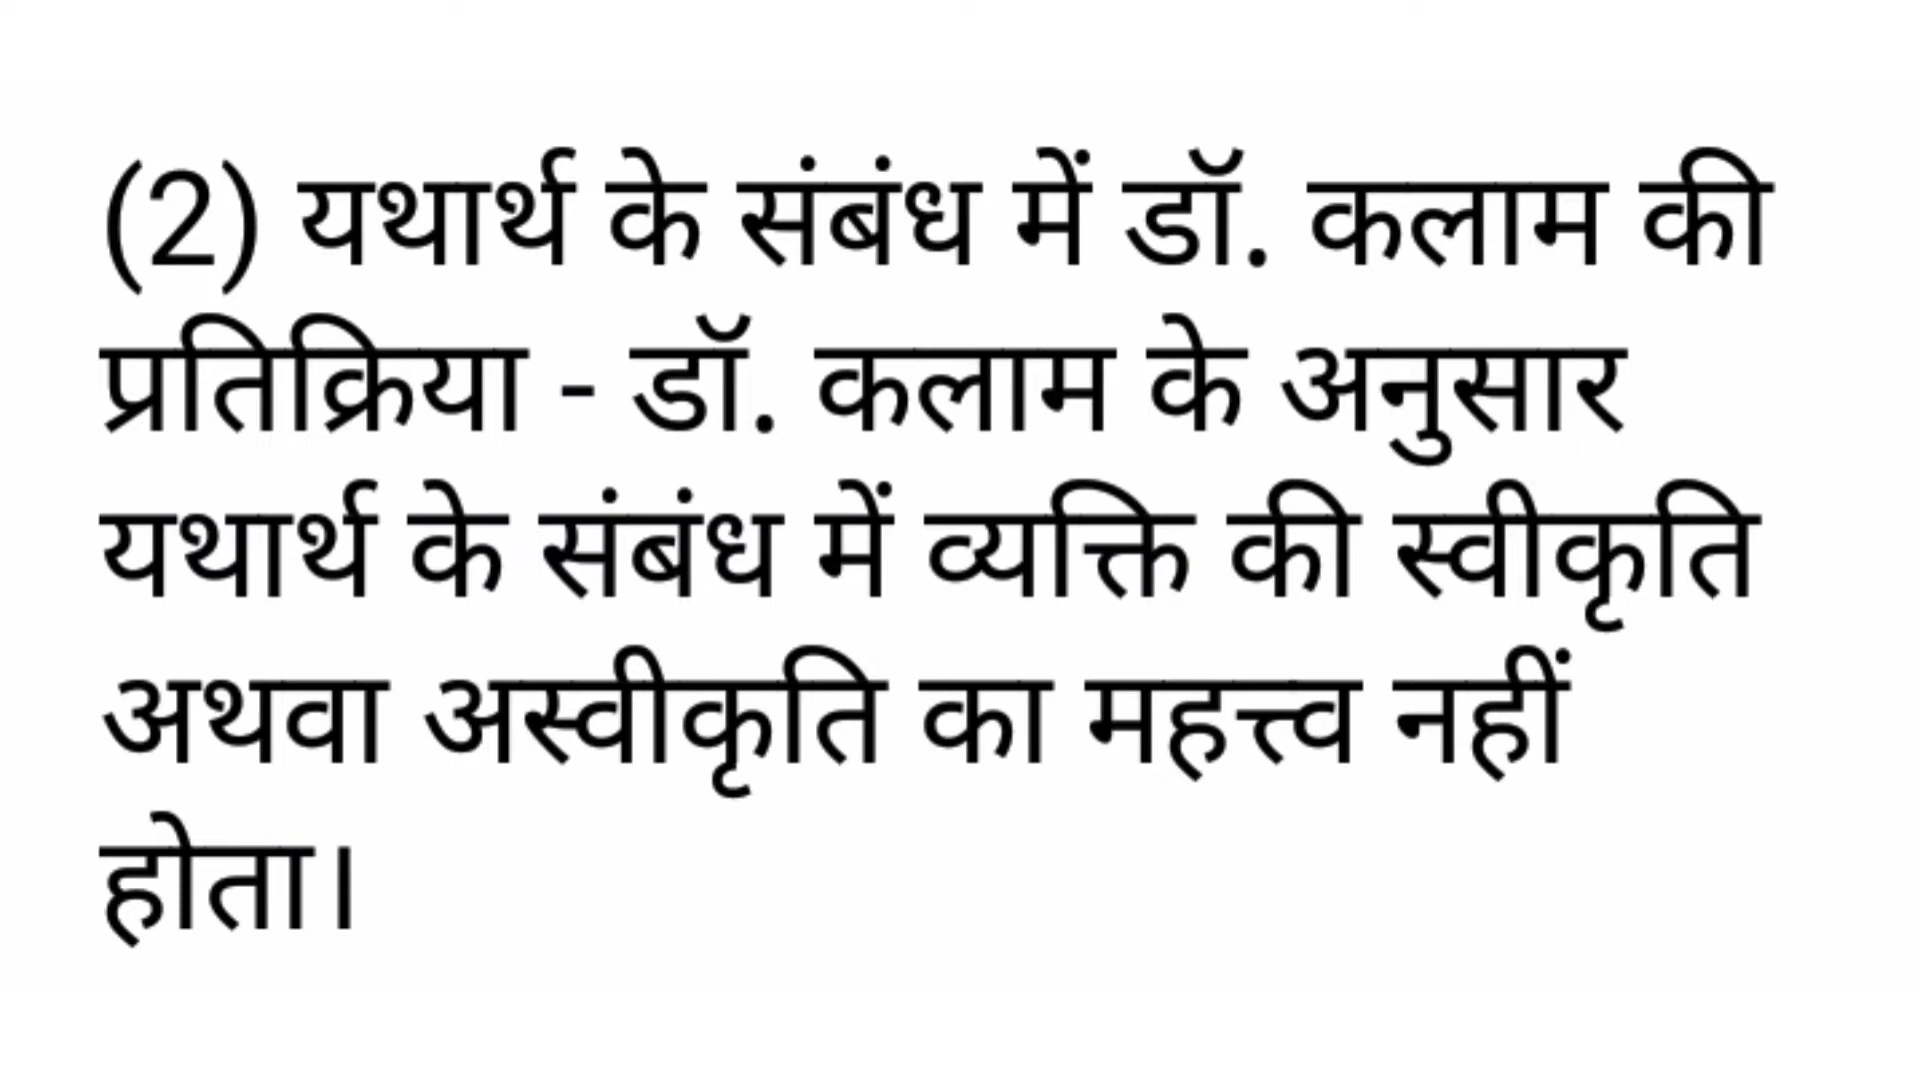 (2) यथार्थ के संबंध में डॉ. कलाम की
प्रतिक्रिया - डॉ. कलाम के अनुसार
यथार्थ के संबंध में व्यक्ति की स्वीकृति
अथवा अस्वीकृति का महत्त्व नहीं
होता।